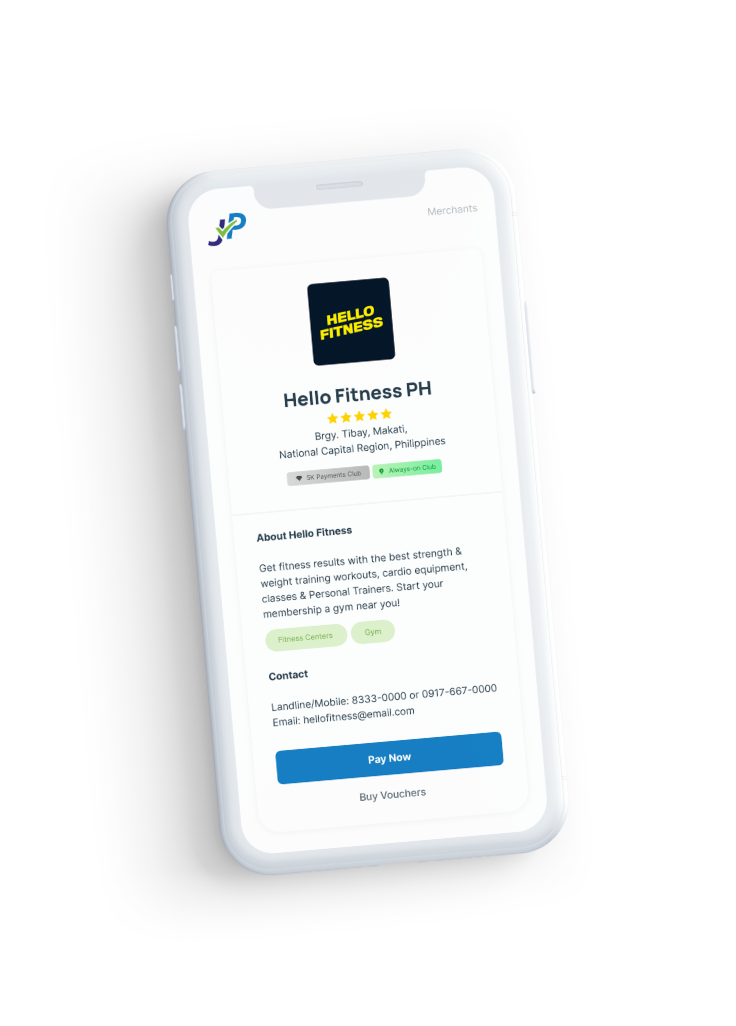 JP
Merchants
HELLO
FITNESS
Hello Fitness PH
Brgy. Tibay, Makati,
National Capital Region, Philippines
5K Payments Club
Always-on Club
About Hello Fitness
Get fitness results with the best strength &
weight training workouts, cardio equipment,
classes & Personal Trainers. Start your
membership a gym near you!
Fitness Centers
Gym
Contact
Landline/Mobile: 8333-0000 or 0917-667-0000
Email: hellofitness@email.com
Pay Now
Buy Vouchers